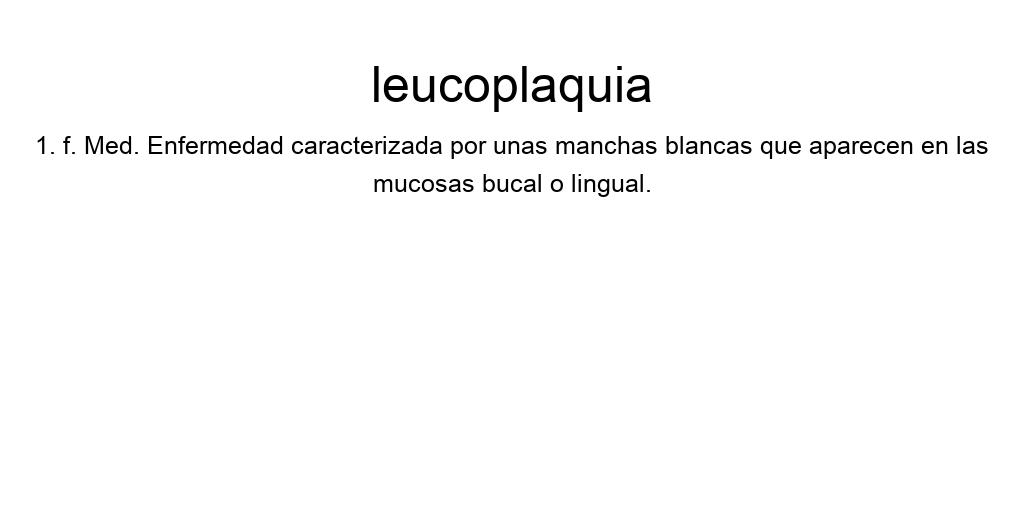 leucoplaquia
1. f. Med. Enfermedad caracterizada por unas manchas blancas que aparecen en las
mucosas bucal o lingual.